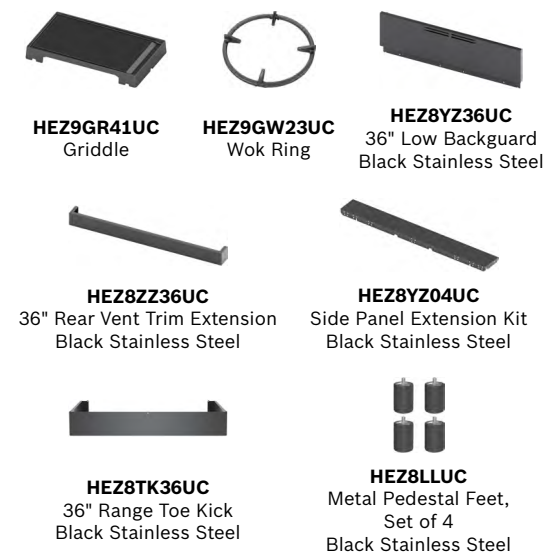 HEZ9GR41UC
Griddle
HEZ9GW23UC
Wok Ring
HEZ8YZ36UC
36" Low Backguard
Black Stainless Steel
HEZ8ZZ36UC
36" Rear Vent Trim Extension
Black Stainless Steel
HEZ8YZ04UC
Side Panel Extension Kit
Black Stainless Steel
HEZ8TK36UC
36" Range Toe Kick
Black Stainless Steel
HEZ8LLUC
Metal Pedestal Feet,
Set of 4
Black Stainless Steel